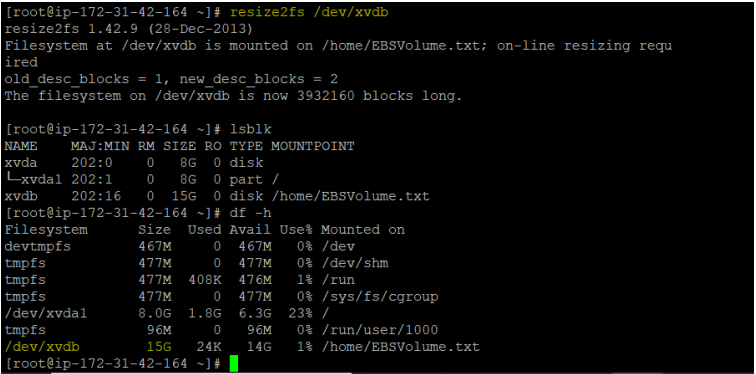 [root@ip-172-31-42-164 ~]# resize2fs /dev/xvdb
resize2fs 1.42.9 (28-Dec-2013)
Filesystem at /dev/xvdb is mounted on /home/EBSVolume.txt; on-line resizing requ
ired
old_desc_blocks = 1, new_desc_blocks = 2
The filesystem on /dev/xvdb is now 3932160 blocks long.

[root@ip-172-31-42-164 ~]# lsblk
NAME    MAJ:MIN RM SIZE RO TYPE MOUNTPOINT
xvda    202:0    0   8G  0 disk
└─xvda1 202:1    0   8G  0 part /
xvdb    202:16   0  15G  0 disk /home/EBSVolume.txt
[root@ip-172-31-42-164 ~]# df -h
Filesystem      Size  Used Avail Use% Mounted on
devtmpfs        467M     0  467M   0% /dev
tmpfs           477M     0  477M   0% /dev/shm
tmpfs           477M  408K  476M   1% /run
tmpfs           477M     0  477M   0% /sys/fs/cgroup
/dev/xvda1      8.0G  1.8G  6.3G  23% /
tmpfs            96M     0   96M   0% /run/user/1000
/dev/xvdb        15G   24K   14G   1% /home/EBSVolume.txt
[root@ip-172-31-42-164 ~]#